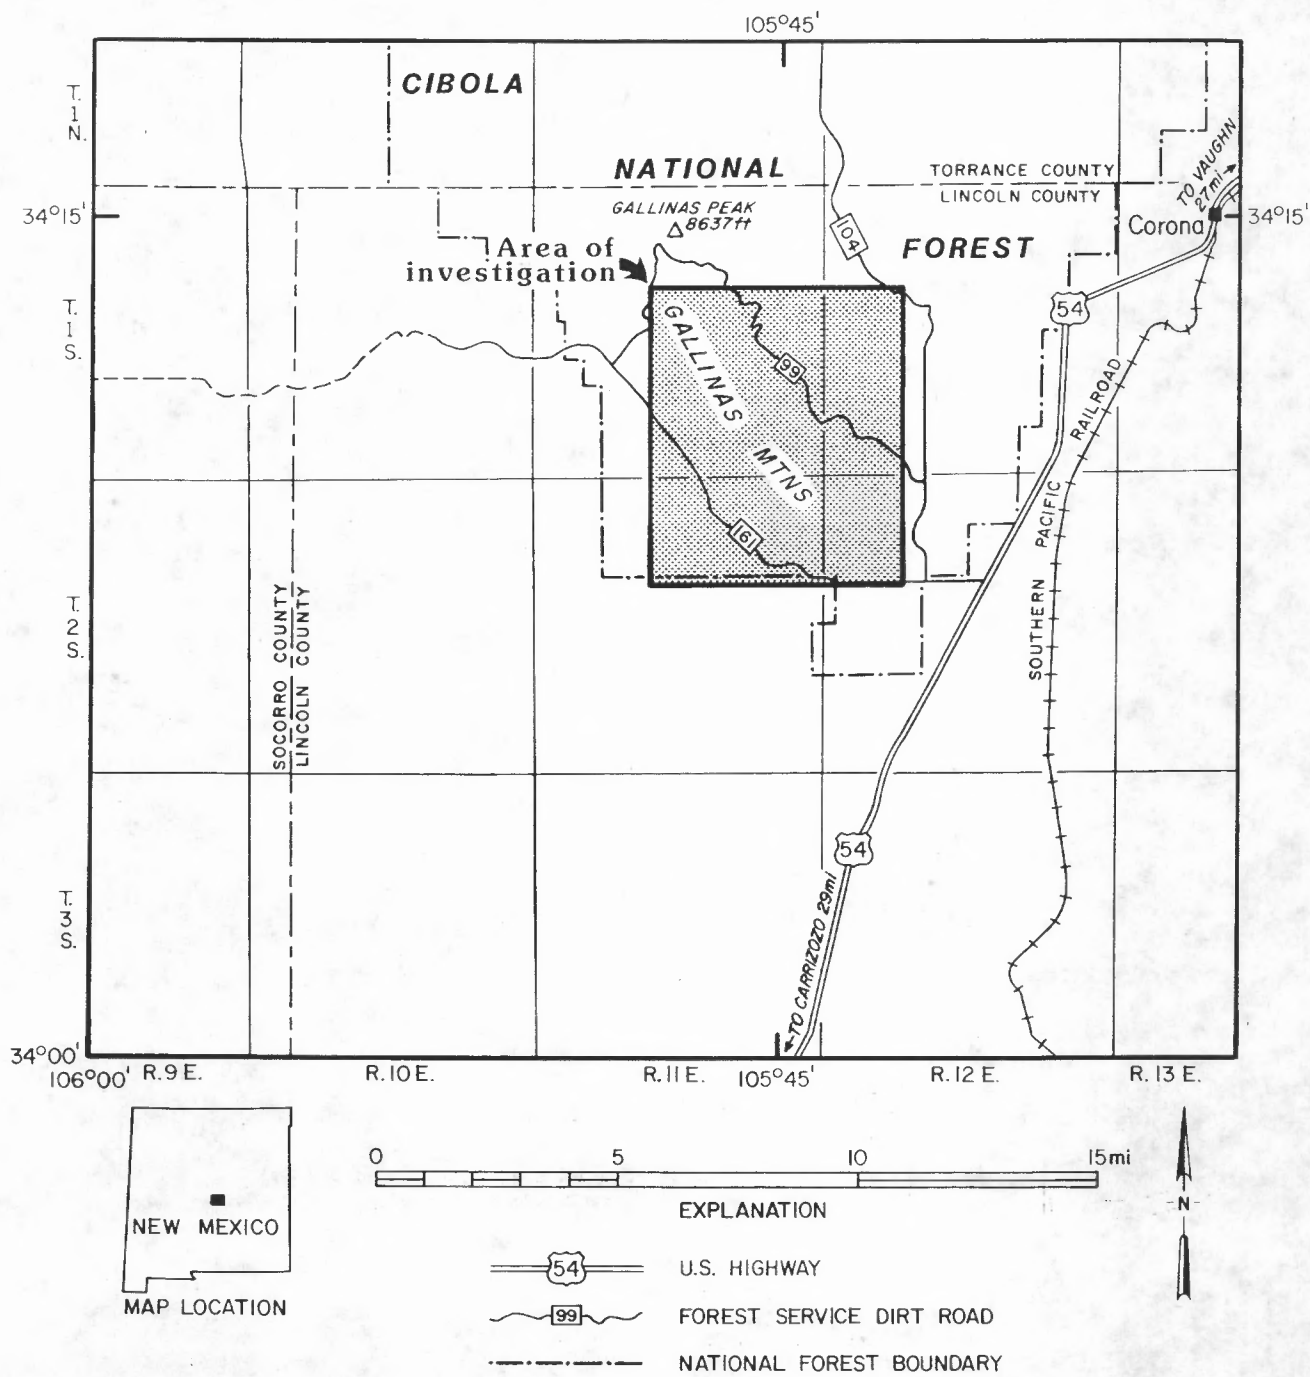 105°45'
CIBOLA
T.
1
N.
NATIONAL
TORRANCE COUNTY
LINCOLN COUNTY
TO VAUGHN
27mi
34°15'
GALLINAS PEAK
8637ft
104
FOREST
Corona
34°15'
Area of
investigation
54
T.
1
S.
GALLINAS MTNS
99
SOUTHERN PACIFIC RAILROAD
161
T.
2
S.
SOCORRO COUNTY
LINCOLN COUNTY
54
TO CARRIZOZO 29mi
T.
3
S.
34°00'
106°00'
R.9 E.
R.10 E.
R.11 E.
105°45'
R.12 E.
R.13 E.
0 5 10 15mi
EXPLANATION
N
NEW MEXICO
MAP LOCATION
54 U.S. HIGHWAY
99 FOREST SERVICE DIRT ROAD
NATIONAL FOREST BOUNDARY